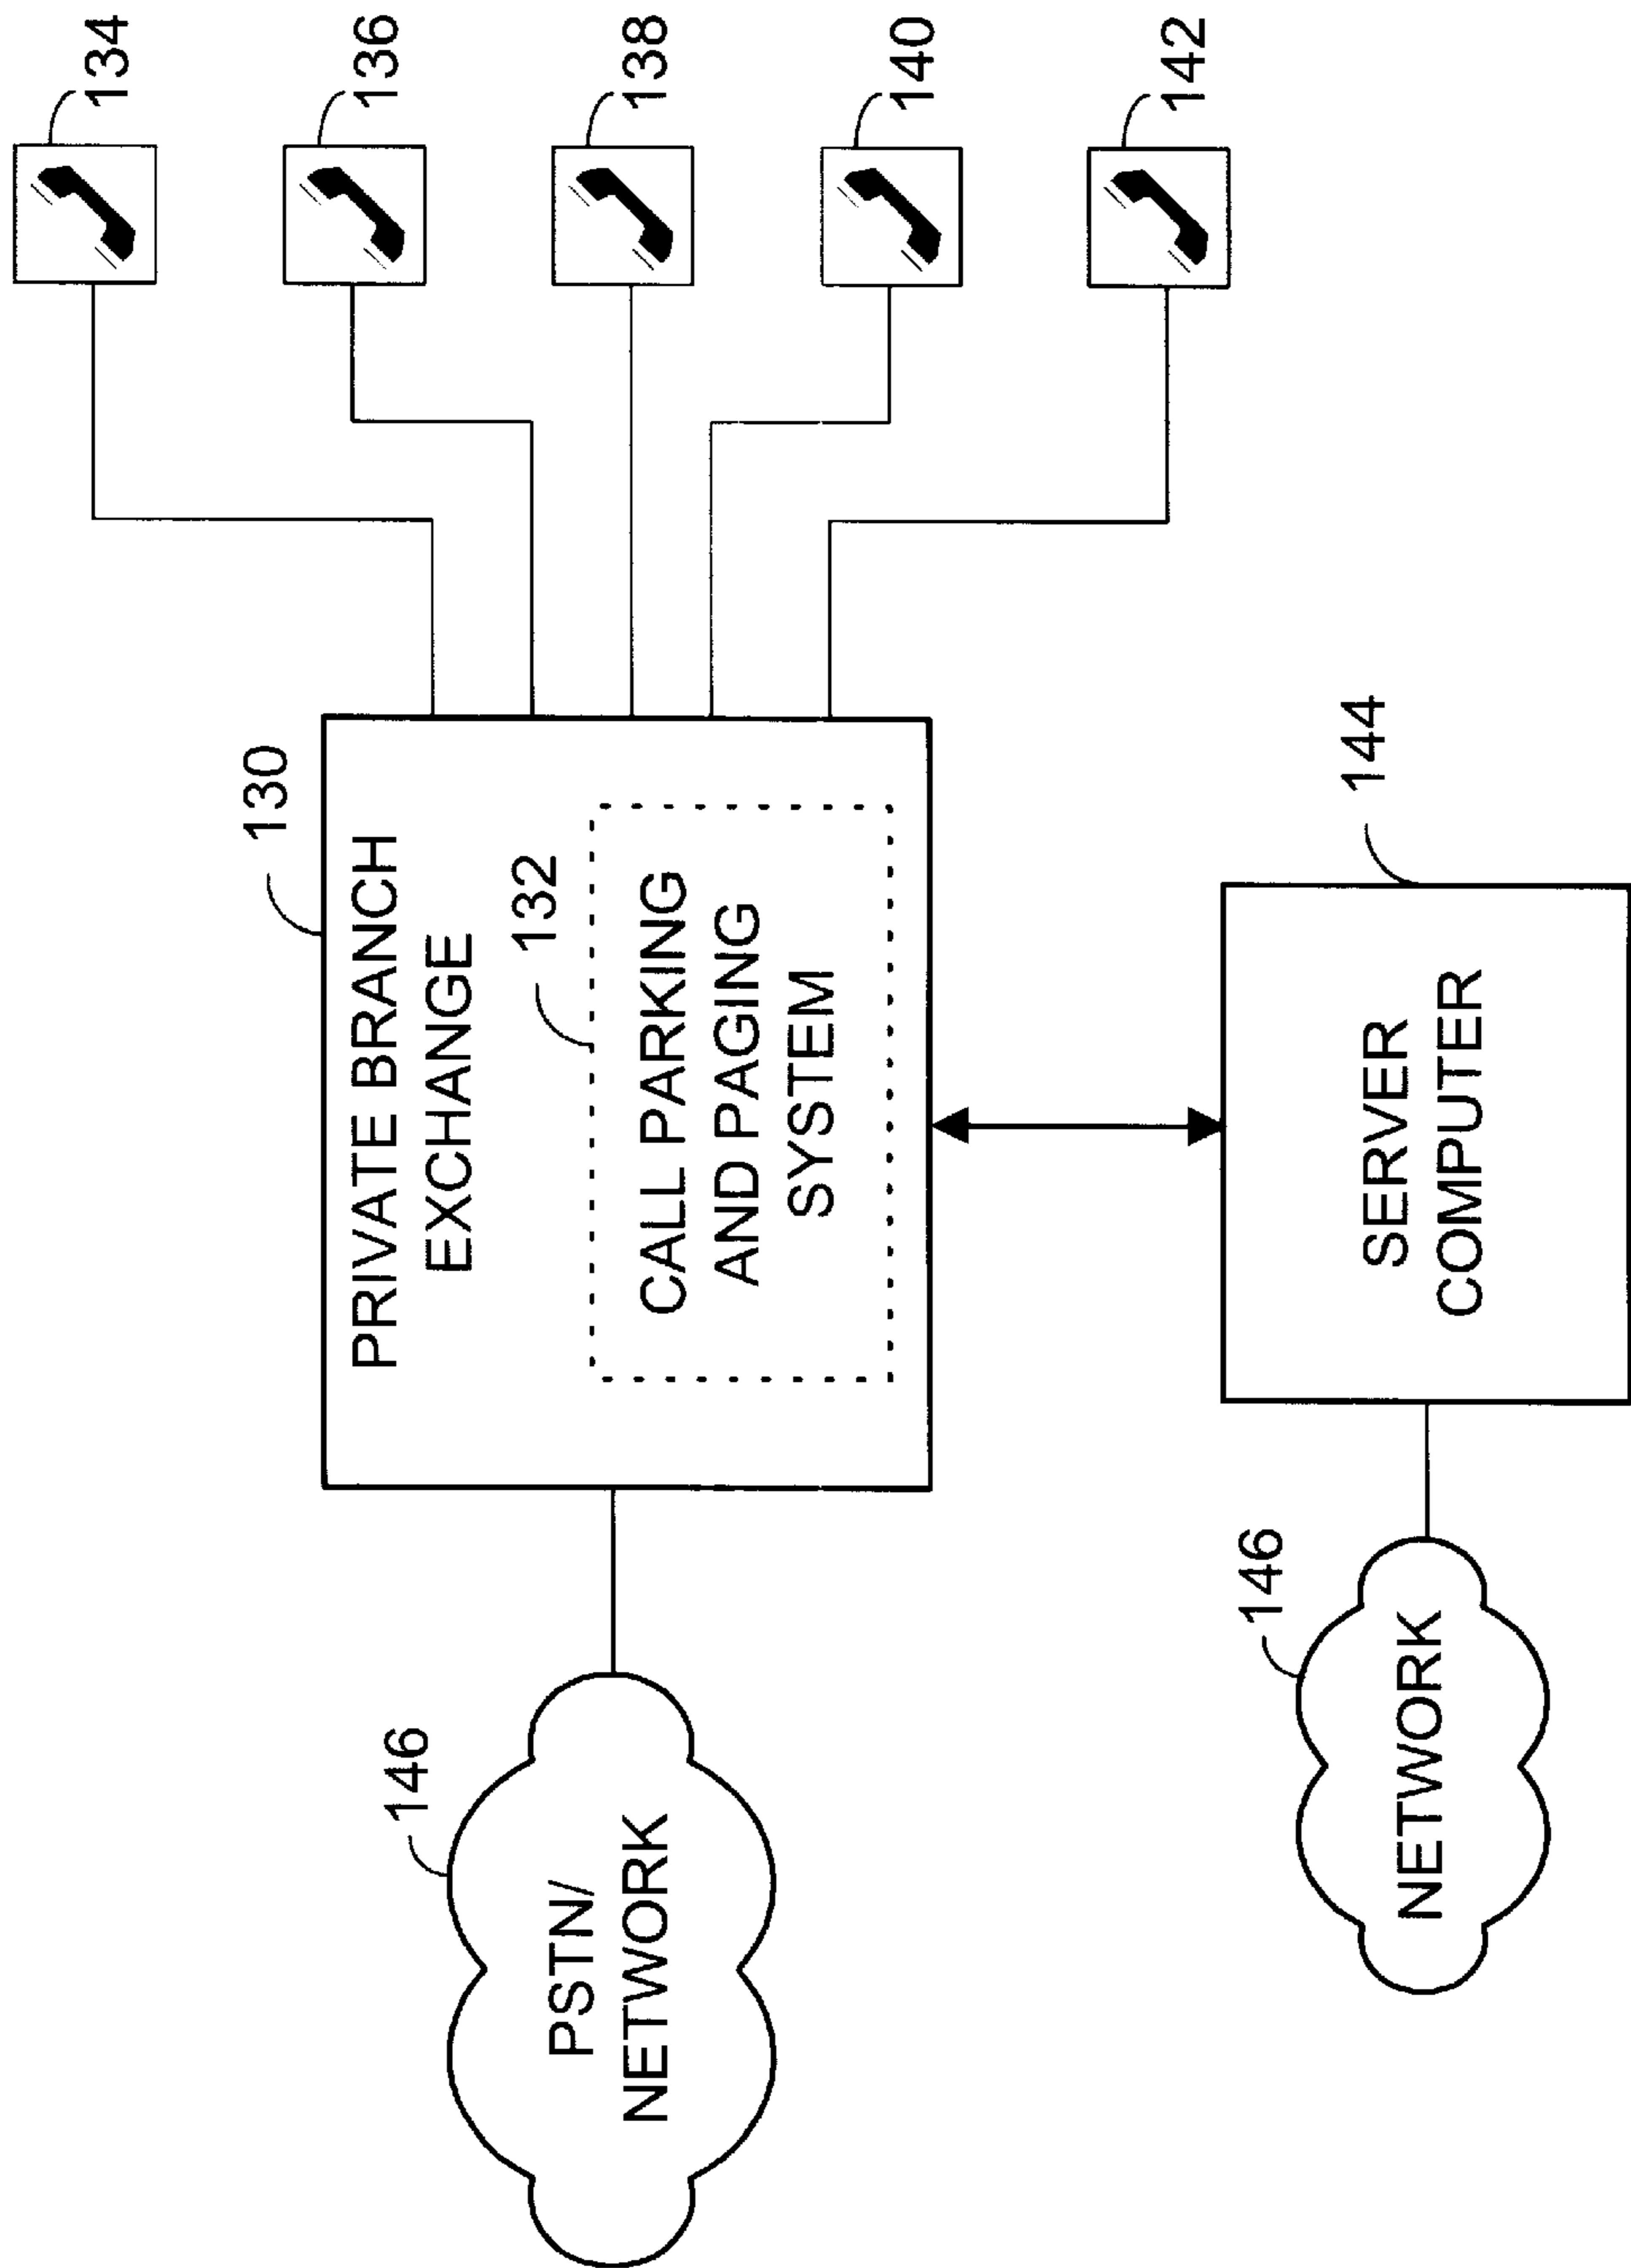 134
136
138
140
142
130
PRIVATE BRANCH
EXCHANGE
132
CALL PARKING
AND PAGING
SYSTEM
146
PSTN/
NETWORK
144
SERVER
COMPUTER
146
NETWORK